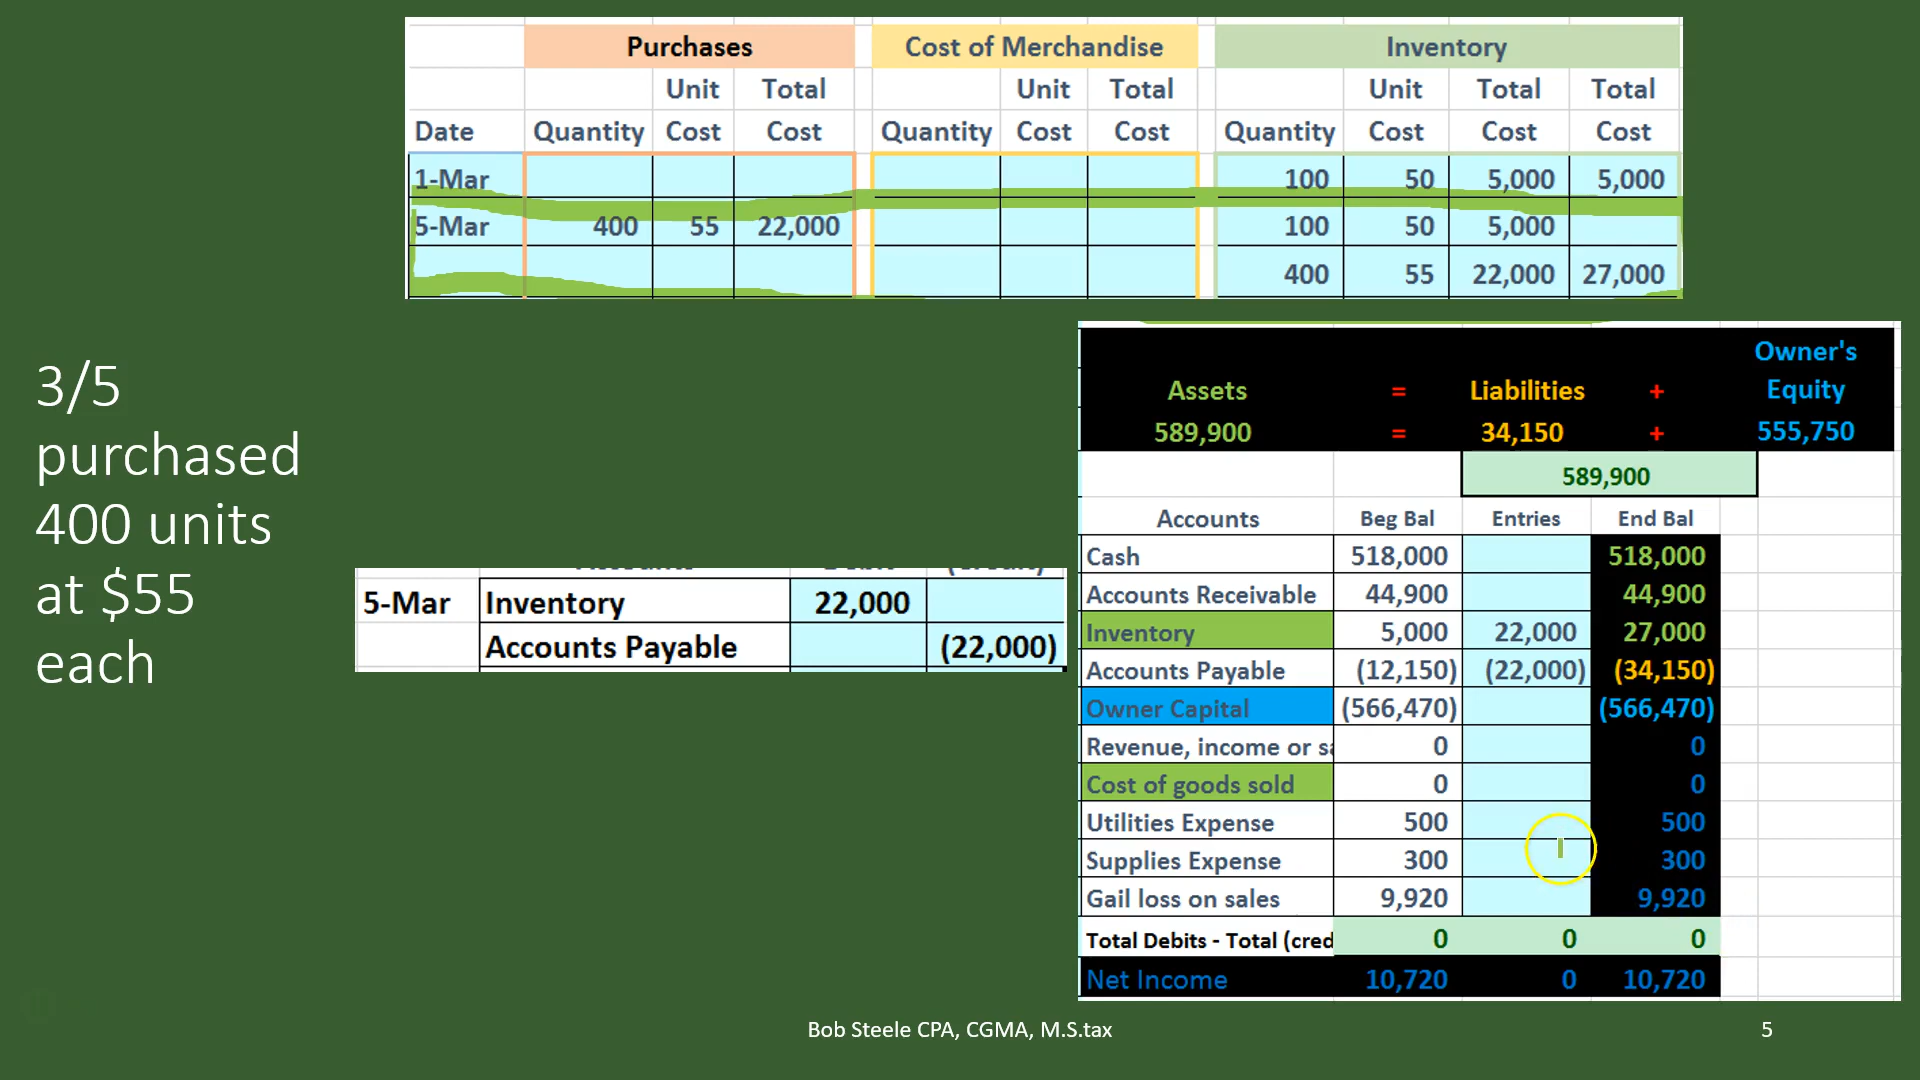 Purchases Cost of Merchandise Inventory
Unit Total Unit Total Unit Total Total
Date Quantity Cost Cost Quantity Cost Cost Quantity Cost Cost Cost
1-Mar 100 50 5,000 5,000
5-Mar 400 55 22,000 100 50 5,000
400 55 22,000 27,000
3/5
purchased
400 units
at $55
each
5-Mar Inventory 22,000
Accounts Payable (22,000)
Owner's
Assets = Liabilities + Equity
589,900 = 34,150 + 555,750
589,900
Accounts Beg Bal Entries End Bal
Cash 518,000 518,000
Accounts Receivable 44,900 44,900
Inventory 5,000 22,000 27,000
Accounts Payable (12,150) (22,000) (34,150)
Owner Capital (566,470) (566,470)
Revenue, income or sa 0 0
Cost of goods sold 0 0
Utilities Expense 500 500
Supplies Expense 300 300
Gail loss on sales 9,920 9,920
Total Debits - Total (cred 0 0 0
Net Income 10,720 0 10,720
Bob Steele CPA, CGMA, M.S.tax 5